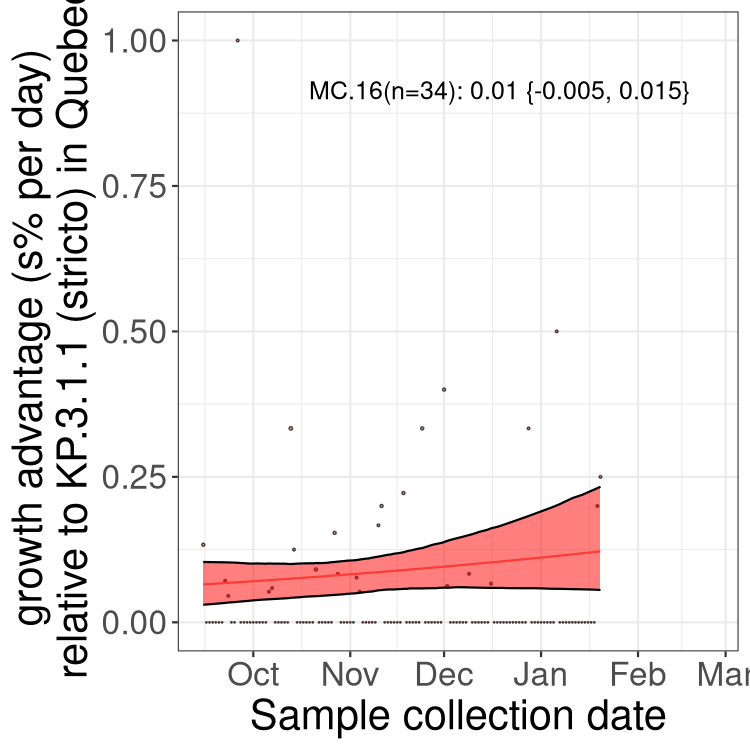 growth advantage (s% per day)
relative to KP.3.1.1 (stricto) in Quebec
1.00
0.75
0.50
0.25
0.00
MC.16(n=34): 0.01 {-0.005, 0.015}
Oct Nov Dec Jan Feb Mar
Sample collection date